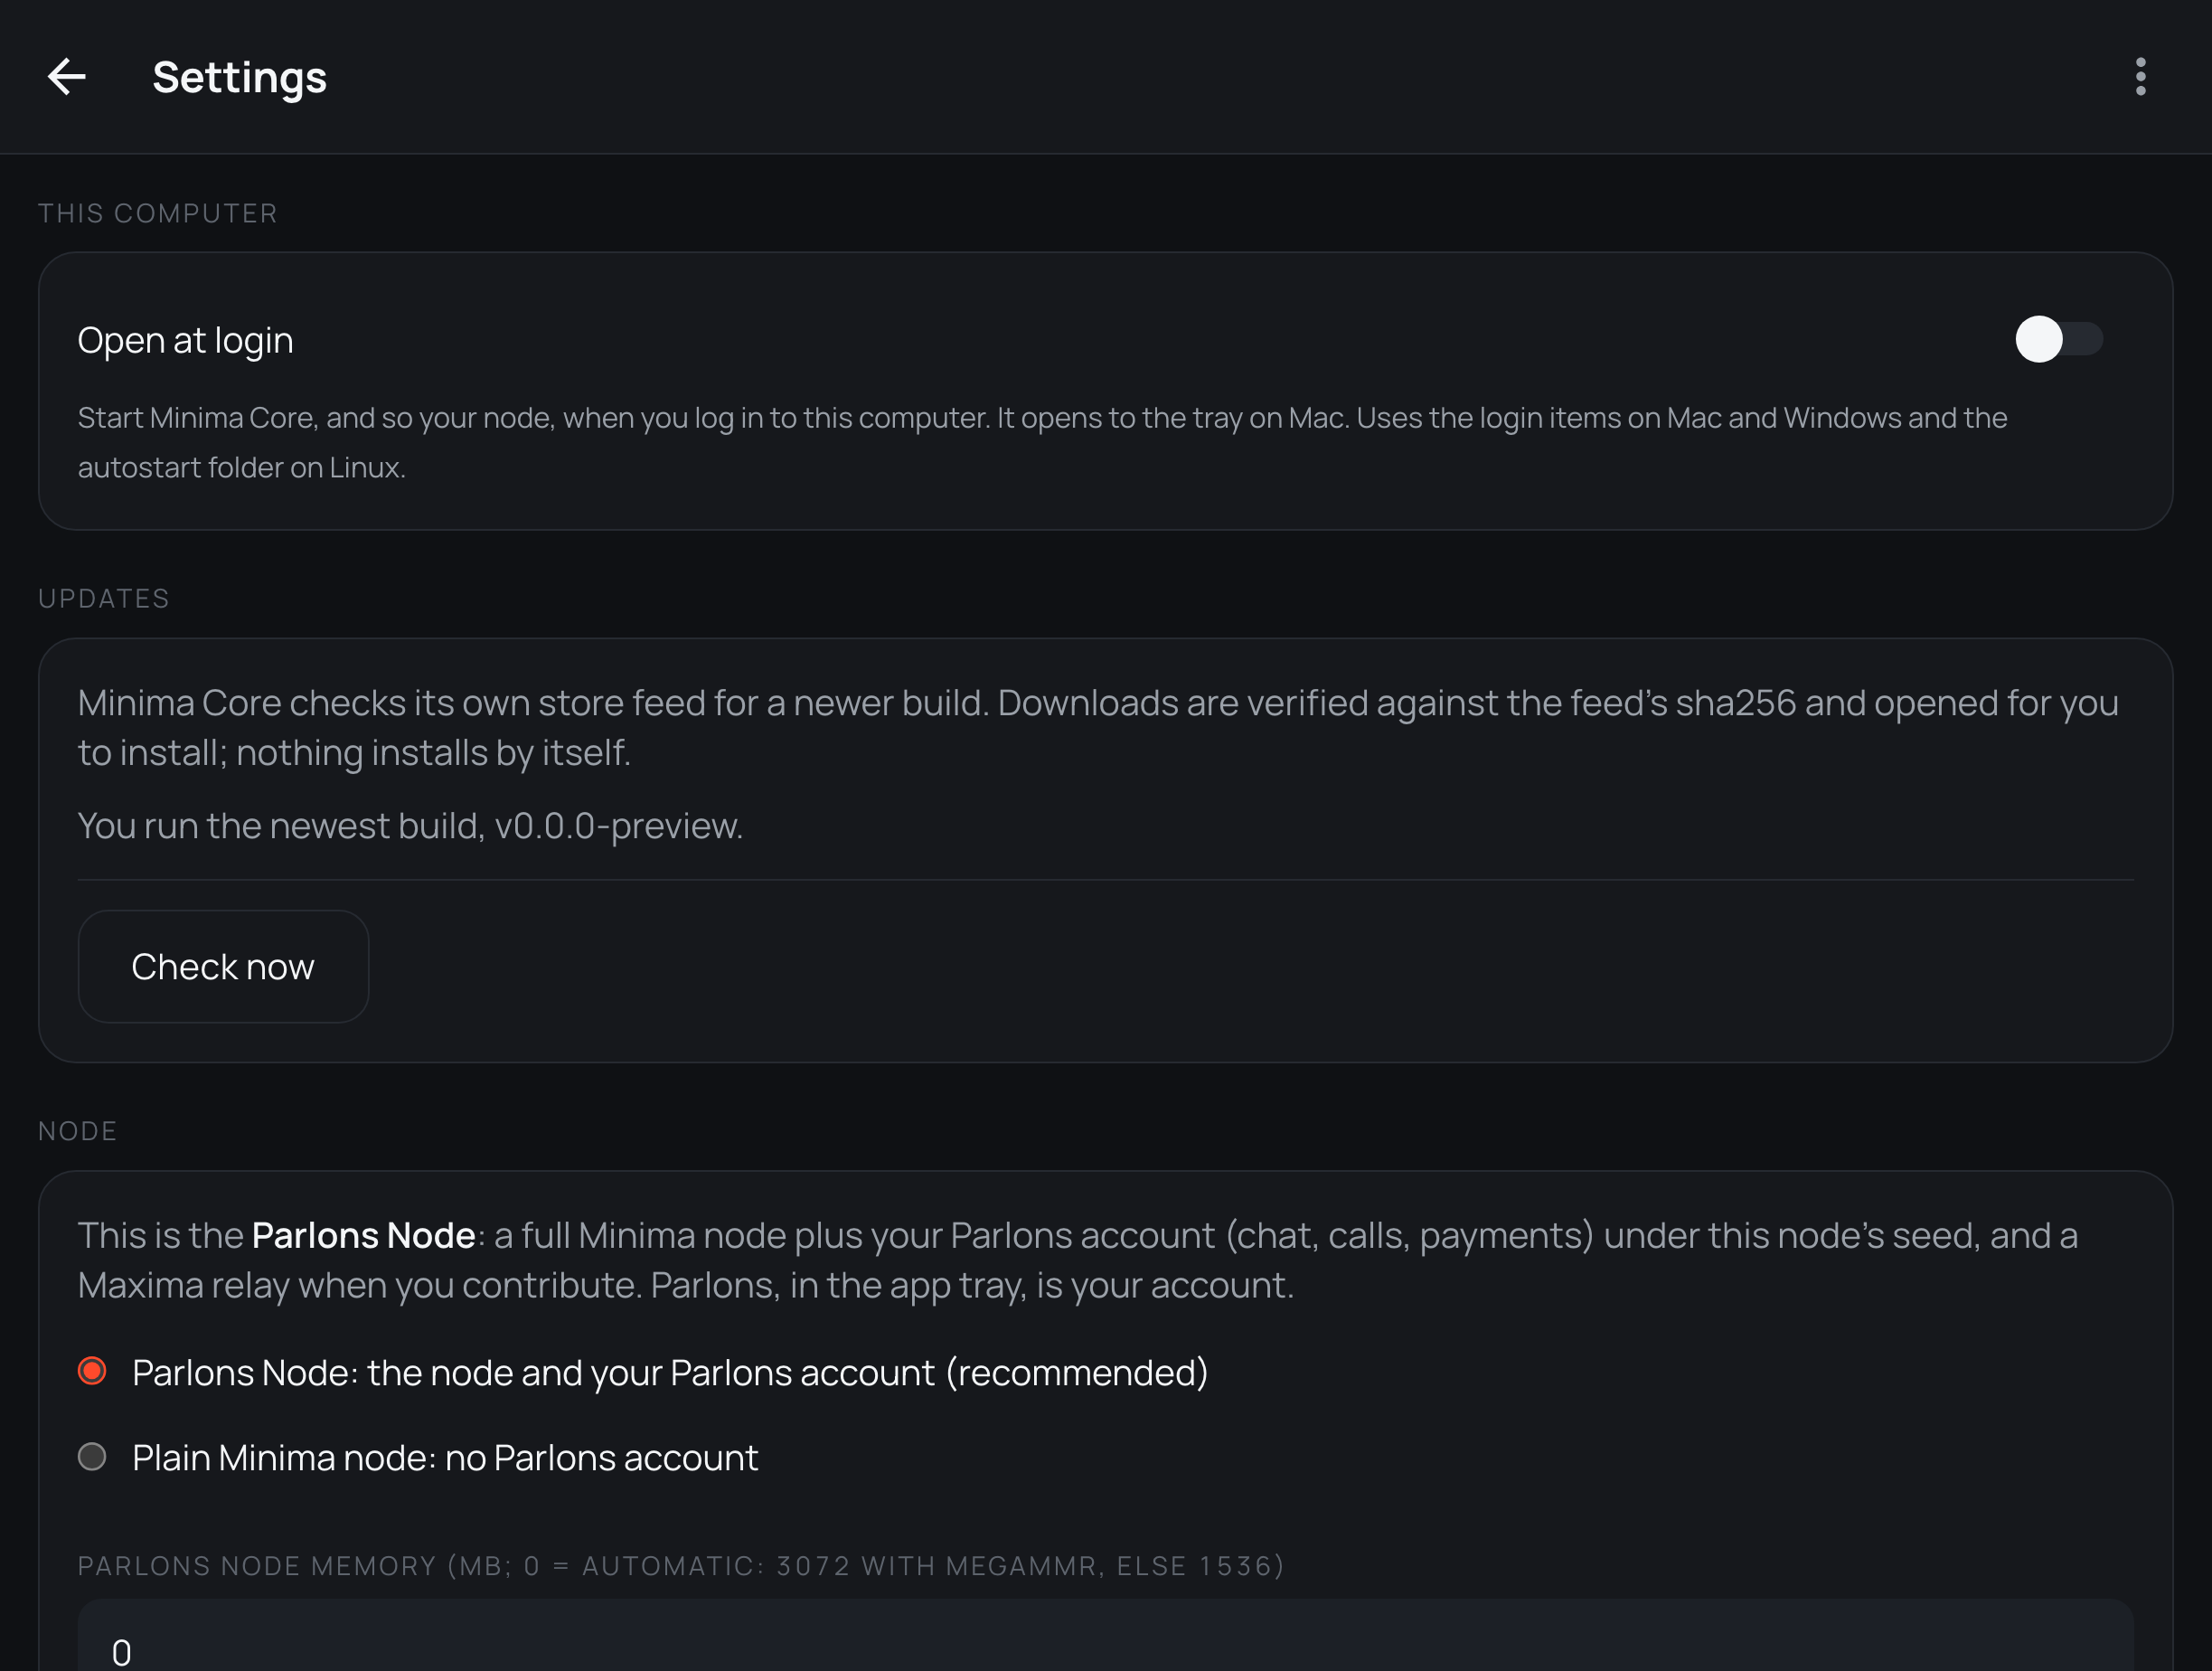 Settings
THIS COMPUTER
Open at login
Start Minima Core, and so your node, when you log in to this computer. It opens to the tray on Mac. Uses the login items on Mac and Windows and the
autostart folder on Linux.
UPDATES
Minima Core checks its own store feed for a newer build. Downloads are verified against the feed’s sha256 and opened for you
to install; nothing installs by itself.
You run the newest build, v0.0.0-preview.
Check now
NODE
This is the Parlons Node: a full Minima node plus your Parlons account (chat, calls, payments) under this node’s seed, and a
Maxima relay when you contribute. Parlons, in the app tray, is your account.
Parlons Node: the node and your Parlons account (recommended)
Plain Minima node: no Parlons account
PARLONS NODE MEMORY (MB; 0 = AUTOMATIC: 3072 WITH MEGAMMR, ELSE 1536)
0